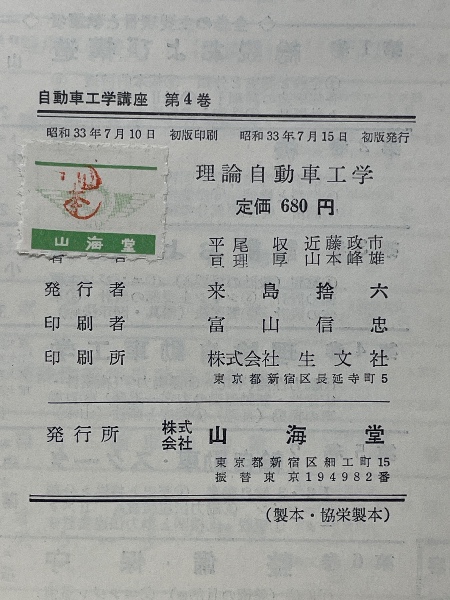 自動車工学講座 第4巻
昭和33年7月10日 初版印刷 昭和33年7月15日 初版発行
理論自動車工学
定価 680 円
山海堂
平尾収 近藤政市
亘理厚 山本峰雄
発行者 来島捨六
印刷者 富山信忠
印刷所 株式会社 生文社
東京都新宿区長延寺町5
発行所 株式会社 山海堂
東京都新宿区細工町15
振替東京194982番
(製本・協栄製本)